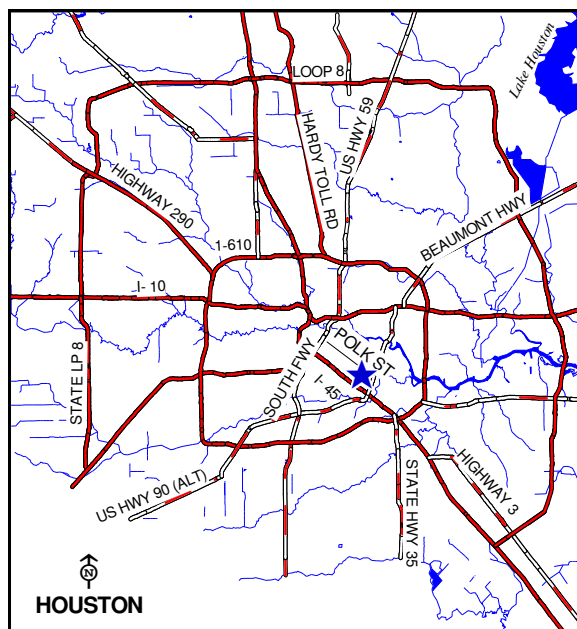 Lake Houston
LOOP 8
US HWY 59
HARDY TOLL RD
HIGHWAY 290
BEAUMONT HWY
1-610
I- 10
POLK ST.
STATE LP 8
SOUTH FWY
I- 45
US HWY 90 (ALT)
STATE HWY 35
HIGHWAY 3
N
HOUSTON